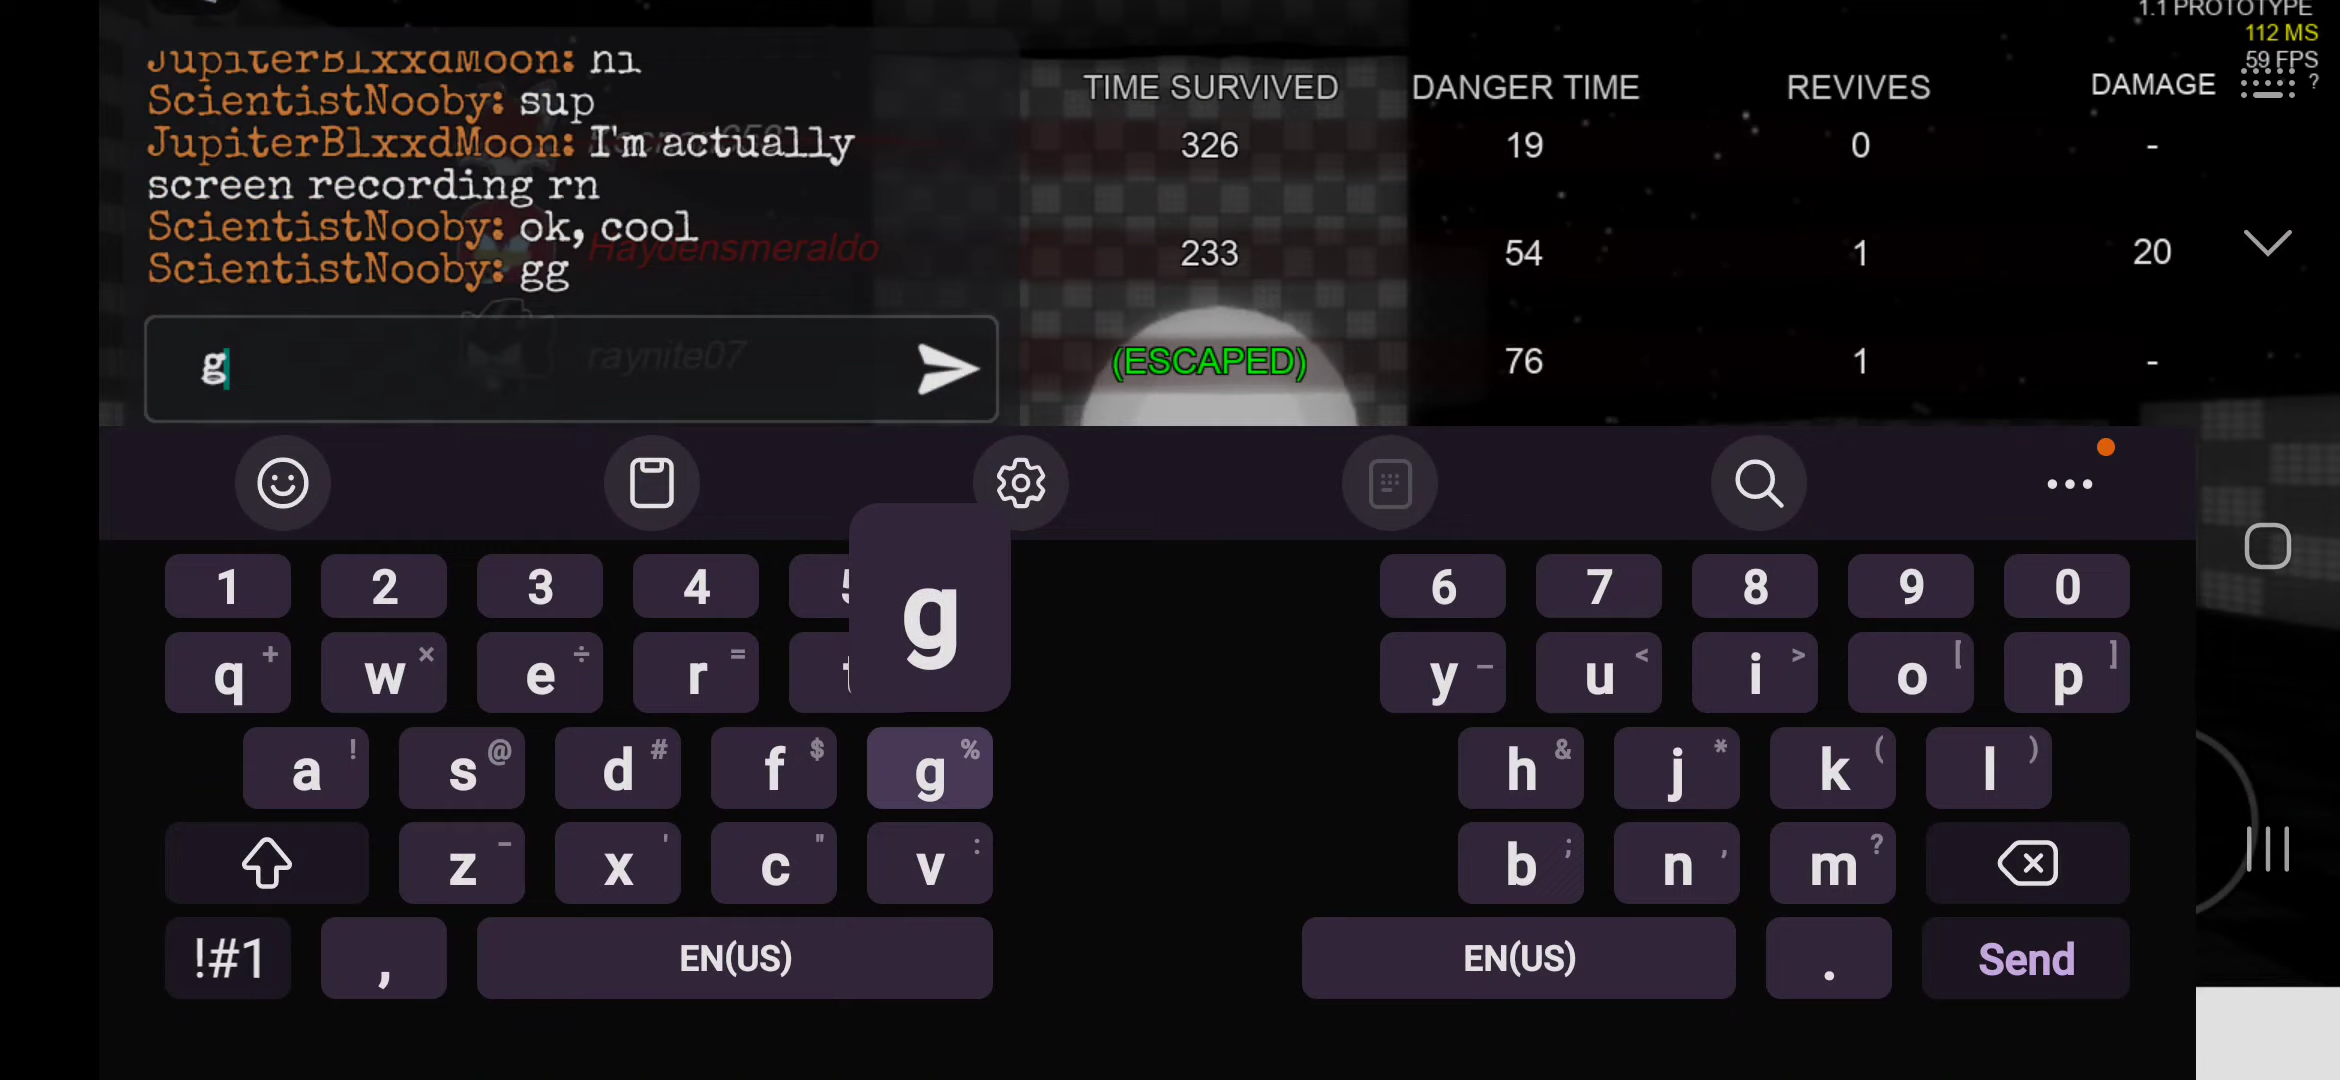 1.1 PROTOTYPE
112 MS
59 FPS
?
JupiterBlxxdMoon: hi
ScientistNooby: sup
JupiterBlxxdMoon: I'm actually
screen recording rn
ScientistNooby: ok, cool
ScientistNooby: gg
g
TIME SURVIVED DANGER TIME REVIVES DAMAGE
326 19 0 -
Haydensmeraldo 233 54 1 20
raynite07 (ESCAPED) 76 1 -
g
1 2 3 4 5 6 7 8 9 0
q + w × e ÷ r = t y _ u < i > o [ p ]
a ! s @ d # f $ g % h & j * k ( l )
z - x ' c " v : b ; n , m ?
!#1 , EN(US) EN(US) . Send